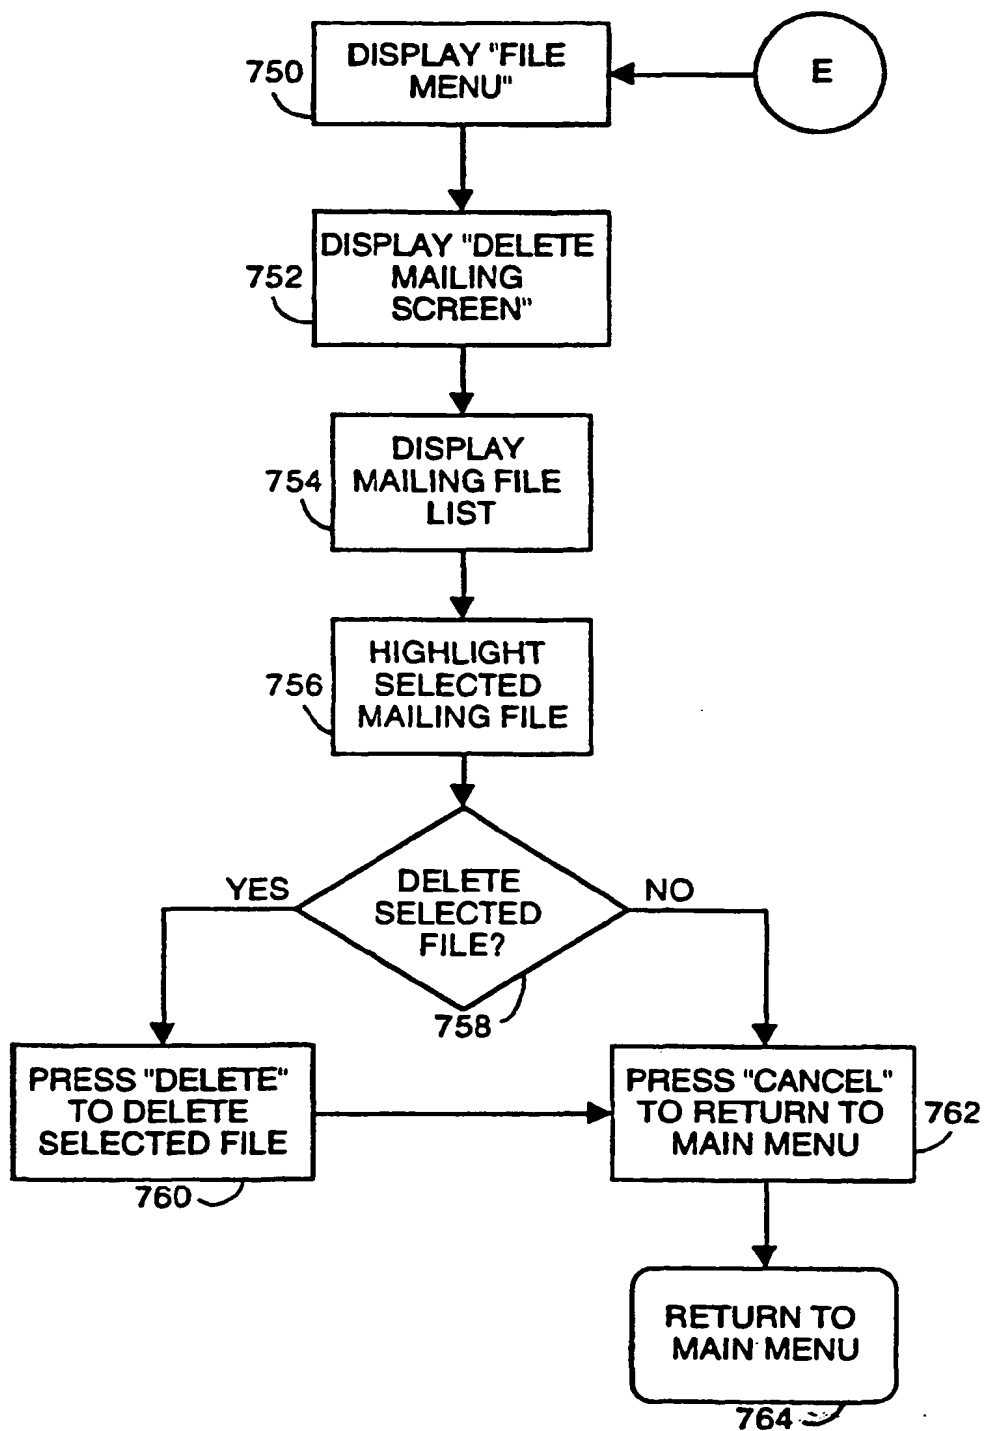 DISPLAY "FILE
MENU"
750
E
DISPLAY "DELETE
MAILING
SCREEN"
752
DISPLAY
MAILING FILE
LIST
754
HIGHLIGHT
SELECTED
MAILING FILE
756
YES
DELETE
SELECTED
FILE?
NO
758
PRESS "DELETE"
TO DELETE
SELECTED FILE
760
PRESS "CANCEL"
TO RETURN TO
MAIN MENU
762
RETURN TO
MAIN MENU
764